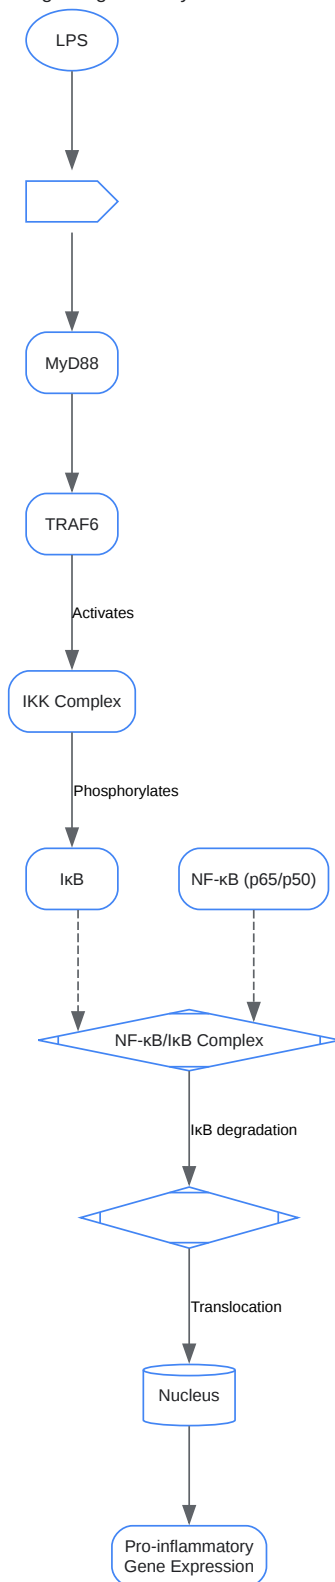 LPS
MyD88
TRAF6
Activates
IKK Complex
Phosphorylates
IκB
NF-κB (p65/p50)
NF-κB/IκB Complex
IκB degradation
Translocation
Nucleus
Pro-inflammatory
Gene Expression